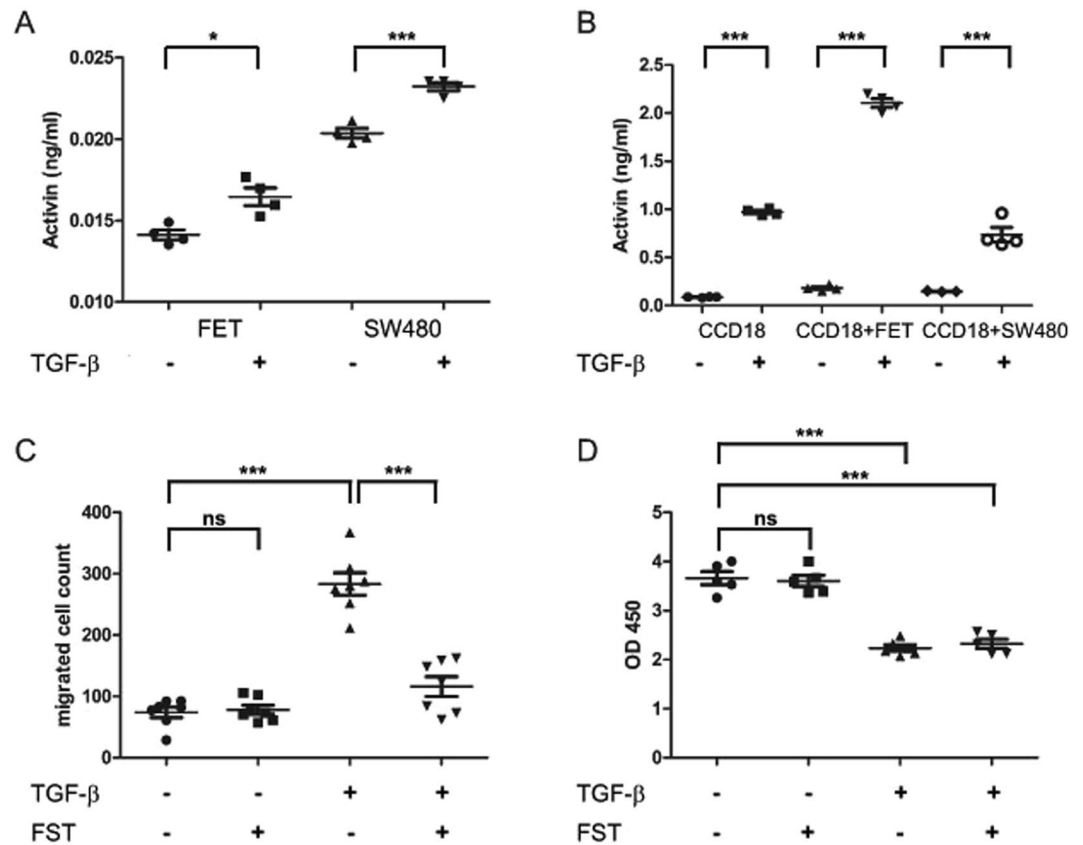 A
B
* ***
0.025
0.020
0.015
0.010
Activin (ng/ml)
FET SW480
TGF-β - + - +
*** *** ***
2.5
2.0
1.5
1.0
0.5
0.0
Activin (ng/ml)
CCD18 CCD18+FET CCD18+SW480
TGF-β - + - + - +
C
*** ***
ns
400
300
200
100
0
migrated cell count
TGF-β - - + +
FST - + - +
D
***
***
ns
5
4
3
2
1
0
OD 450
TGF-β - - + +
FST - + - +